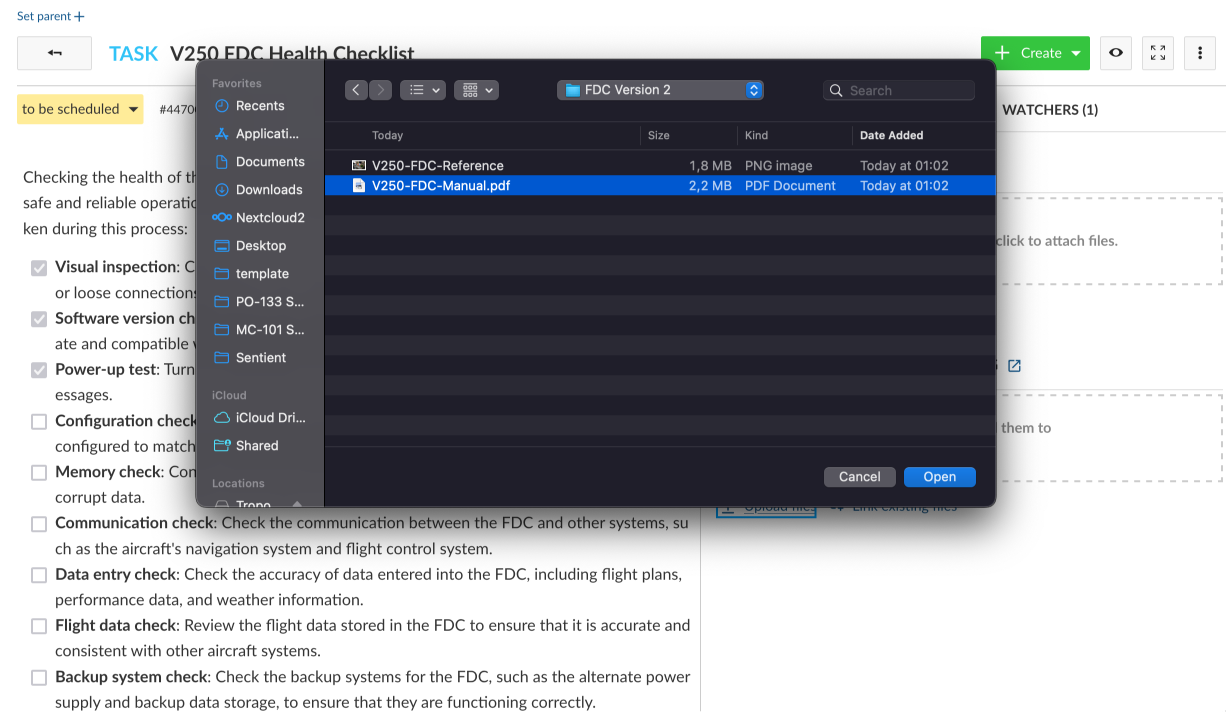 Set parent +
TASK V250 FDC Health Checklist
+ Create
to be scheduled
#4470
WATCHERS (1)
Favorites
Recents
Applicati...
Documents
Downloads
Nextcloud2
Desktop
template
PO-133 S...
MC-101 S...
Sentient
iCloud
iCloud Dri...
Shared
Locations
Tropo
FDC Version 2
Search
Today Size Kind Date Added
V250-FDC-Reference 1,8 MB PNG image Today at 01:02
V250-FDC-Manual.pdf 2,2 MB PDF Document Today at 01:02
Cancel
Open
Checking the health of th
safe and reliable operatio
ken during this process:
Visual inspection: C
or loose connections
Software version ch
ate and compatible
Power-up test: Turn
essages.
Configuration check
configured to match
Memory check: Con
corrupt data.
Communication check: Check the communication between the FDC and other systems, su
ch as the aircraft's navigation system and flight control system.
Data entry check: Check the accuracy of data entered into the FDC, including flight plans,
performance data, and weather information.
Flight data check: Review the flight data stored in the FDC to ensure that it is accurate and
consistent with other aircraft systems.
Backup system check: Check the backup systems for the FDC, such as the alternate power
supply and backup data storage, to ensure that they are functioning correctly.
click to attach files.
them to
Upload files
Link existing files